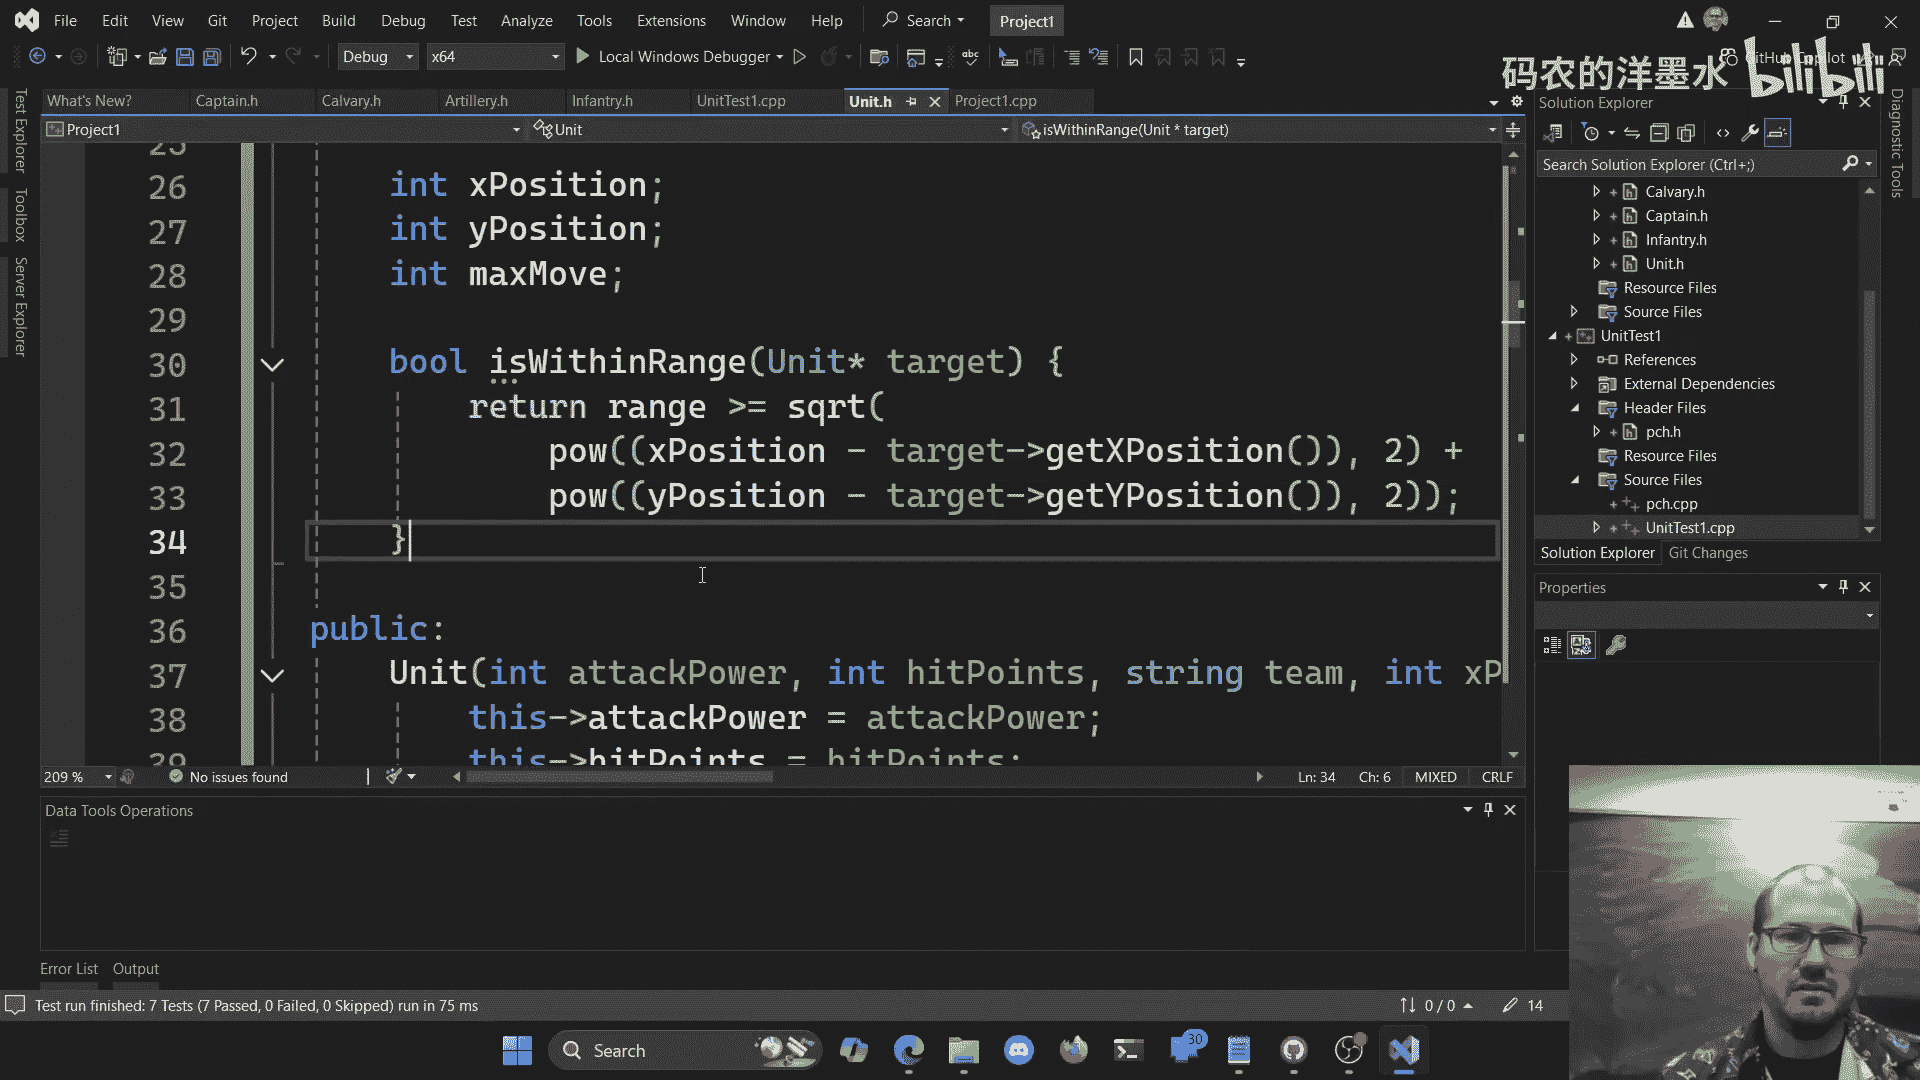 File Edit View Git Project Build Debug Test Analyze Tools Extensions Window Help Search Project1
Debug x64 Local Windows Debugger
码农的洋墨水 bilibili
What's New? Captain.h Calvary.h Artillery.h Infantry.h UnitTest1.cpp Unit.h Project1.cpp
Project1 Unit isWithinRange(Unit * target)
Test Explorer
Toolbox
Server Explorer
25
26 int xPosition;
27 int yPosition;
28 int maxMove;
29
30 bool isWithinRange(Unit* target) {
31 return range >= sqrt(
32 pow((xPosition - target->getXPosition()), 2) +
33 pow((yPosition - target->getYPosition()), 2));
34 }
35
36 public:
37 Unit(int attackPower, int hitPoints, string team, int xP
38 this->attackPower = attackPower;
39 this->hitPoints = hitPoints;
209 % No issues found Ln: 34 Ch: 6 MIXED CRLF
Data Tools Operations
Error List Output
Test run finished: 7 Tests (7 Passed, 0 Failed, 0 Skipped) run in 75 ms
0 / 0 14
Solution Explorer
Search Solution Explorer (Ctrl+;)
Calvary.h
Captain.h
Infantry.h
Unit.h
Resource Files
Source Files
UnitTest1
References
External Dependencies
Header Files
pch.h
Resource Files
Source Files
pch.cpp
UnitTest1.cpp
Solution Explorer Git Changes
Properties
Diagnostic Tools
Search
30